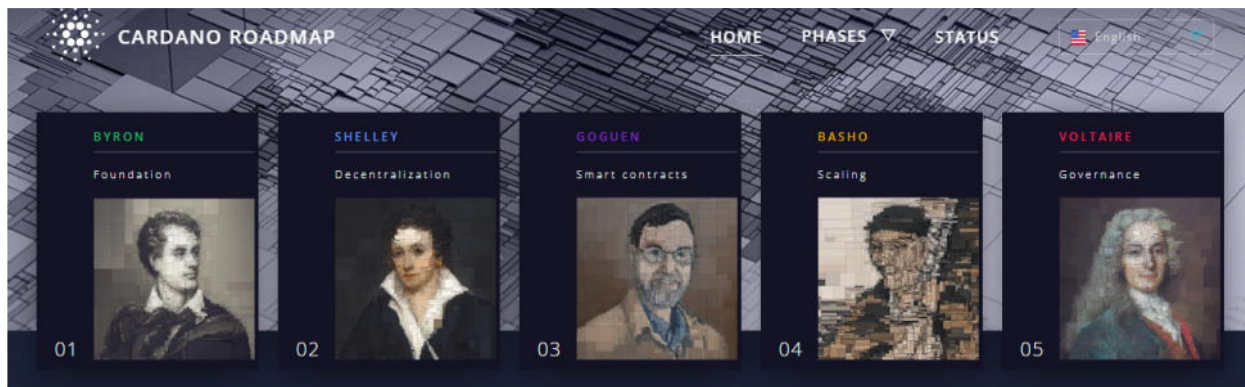 CARDANO ROADMAP
HOME PHASES STATUS English
BYRON
Foundation
01
SHELLEY
Decentralization
02
GOGUEN
Smart contracts
03
BASHO
Scaling
04
VOLTAIRE
Governance
05